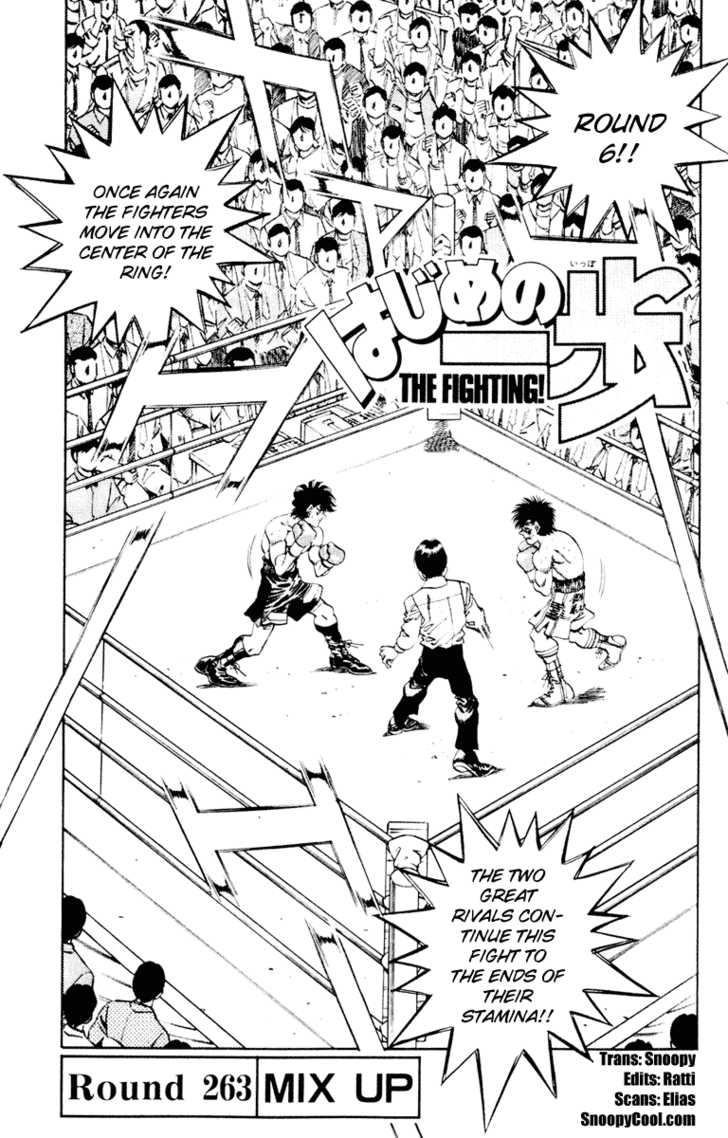 ROUND
6!!
ONCE AGAIN
THE FIGHTERS
MOVE INTO THE
CENTER OF THE
RING!
いっぽ
はじめの
一歩
THE FIGHTING!
THE TWO
GREAT
RIVALS CON-
TINUE THIS
FIGHT TO
THE ENDS OF
THEIR
STAMINA!!
Round 263
MIX UP
Trans: Snoopy
Edits: Ratti
Scans: Elias
SnoopyCool.com